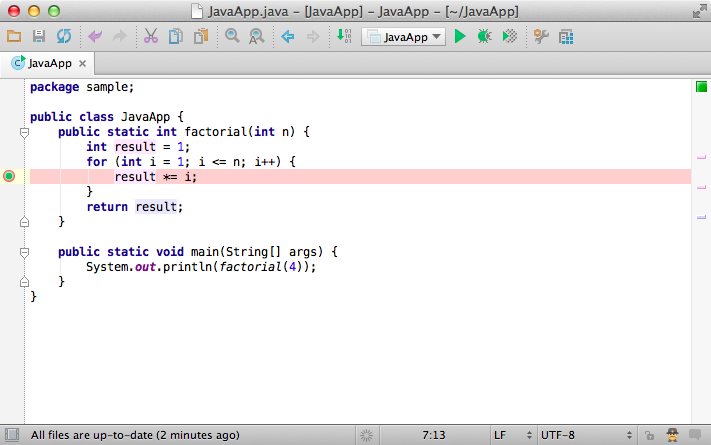 JavaApp.java – [JavaApp] – JavaApp – [~/JavaApp]
JavaApp
JavaApp
package sample;
public class JavaApp {
public static int factorial(int n) {
int result = 1;
for (int i = 1; i <= n; i++) {
result *= i;
}
return result;
}
public static void main(String[] args) {
System.out.println(factorial(4));
}
}
All files are up-to-date (2 minutes ago)
7:13
LF
UTF-8